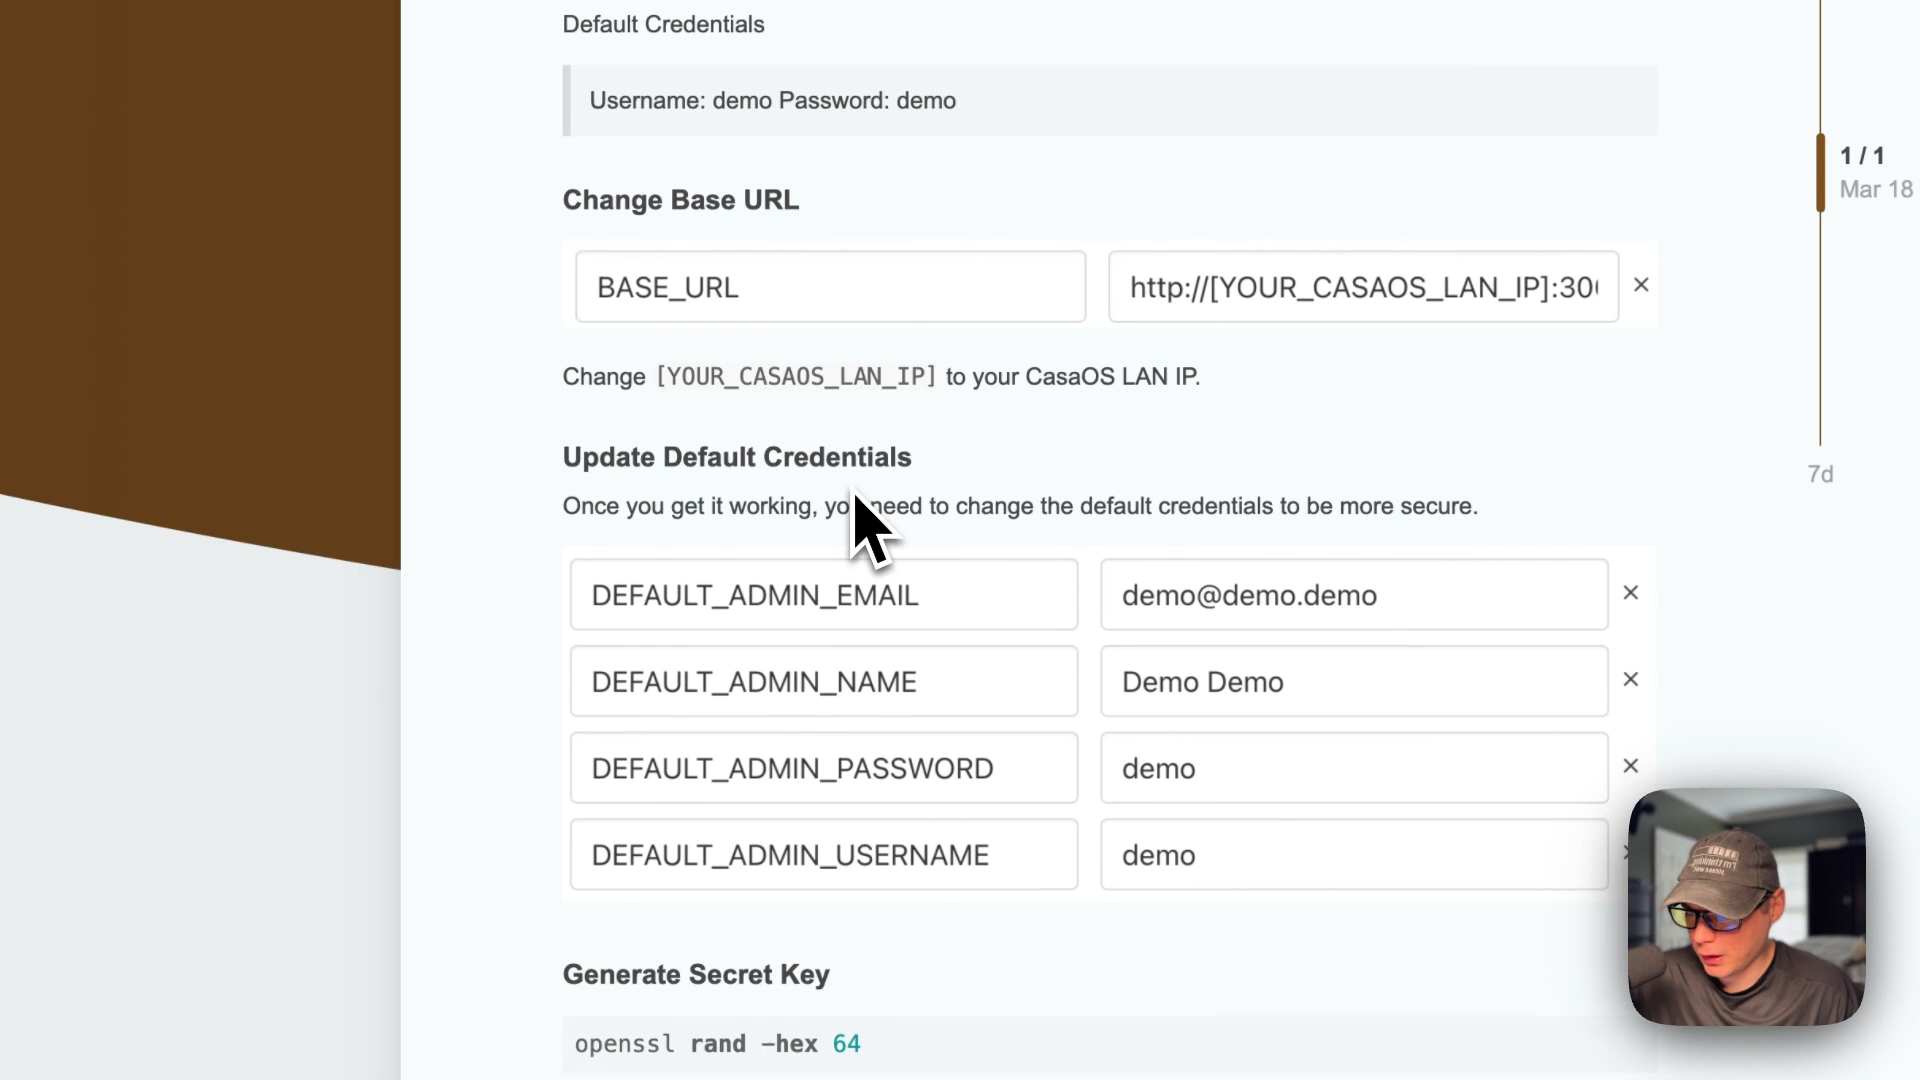 Default Credentials
Username: demo Password: demo
1 / 1
Mar 18
Change Base URL
BASE_URL
http://[YOUR_CASAOS_LAN_IP]:30
Change [YOUR_CASAOS_LAN_IP] to your CasaOS LAN IP.
Update Default Credentials
7d
Once you get it working, need to change the default credentials to be more secure.
DEFAULT_ADMIN_EMAIL
demo@demo.demo
DEFAULT_ADMIN_NAME
Demo Demo
DEFAULT_ADMIN_PASSWORD
demo
DEFAULT_ADMIN_USERNAME
demo
Generate Secret Key
openssl rand -hex 64